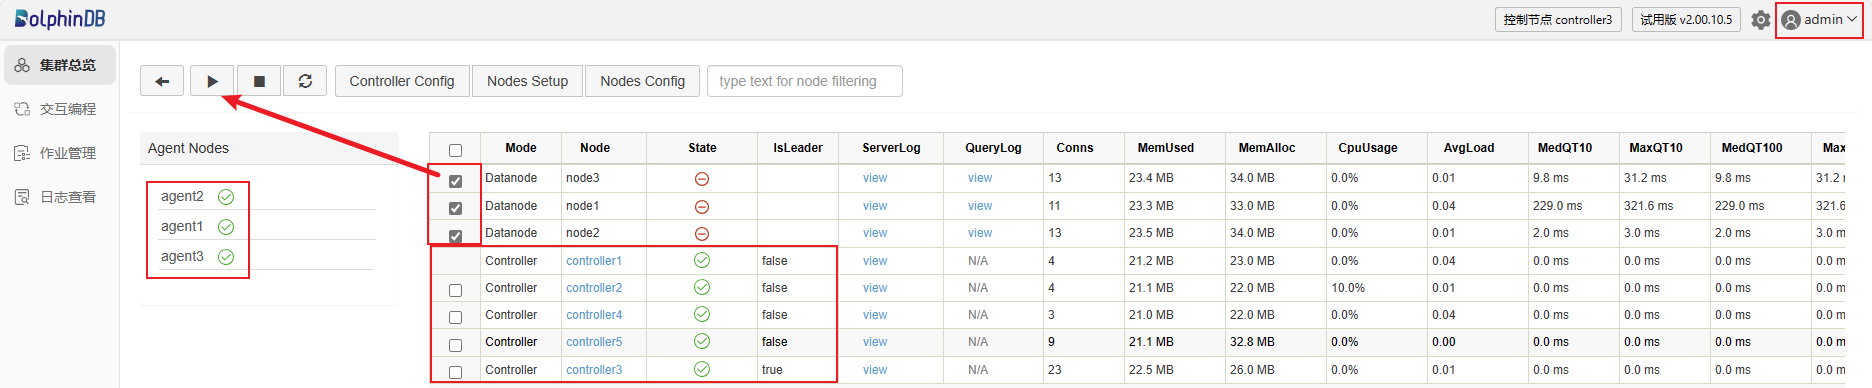 DolphinDB
控制节点 controller3
试用版 v2.00.10.5
admin
集群总览
交互编程
作业管理
日志查看
Controller Config
Nodes Setup
Nodes Config
type text for node filtering
Agent Nodes
agent2
agent1
agent3
Mode Node State IsLeader ServerLog QueryLog Conns MemUsed MemAlloc CpuUsage AvgLoad MedQT10 MaxQT10 MedQT100 Max
Datanode node3 view view 13 23.4 MB 34.0 MB 0.0% 0.01 9.8 ms 31.2 ms 9.8 ms 31.2
Datanode node1 view view 11 23.3 MB 33.0 MB 0.0% 0.04 229.0 ms 321.6 ms 229.0 ms 321.6
Datanode node2 view view 13 23.5 MB 34.0 MB 0.0% 0.01 2.0 ms 3.0 ms 2.0 ms 3.0 m
Controller controller1 false view N/A 4 21.2 MB 23.0 MB 0.0% 0.04 0.0 ms 0.0 ms 0.0 ms 0.0 m
Controller controller2 false view N/A 4 21.1 MB 22.0 MB 10.0% 0.01 0.0 ms 0.0 ms 0.0 ms 0.0 m
Controller controller4 false view N/A 3 21.0 MB 22.0 MB 0.0% 0.04 0.0 ms 0.0 ms 0.0 ms 0.0 m
Controller controller5 false view N/A 9 21.1 MB 32.8 MB 0.0% 0.00 0.0 ms 0.0 ms 0.0 ms 0.0 m
Controller controller3 true view N/A 23 22.5 MB 26.0 MB 0.0% 0.01 0.0 ms 0.0 ms 0.0 ms 0.0 m